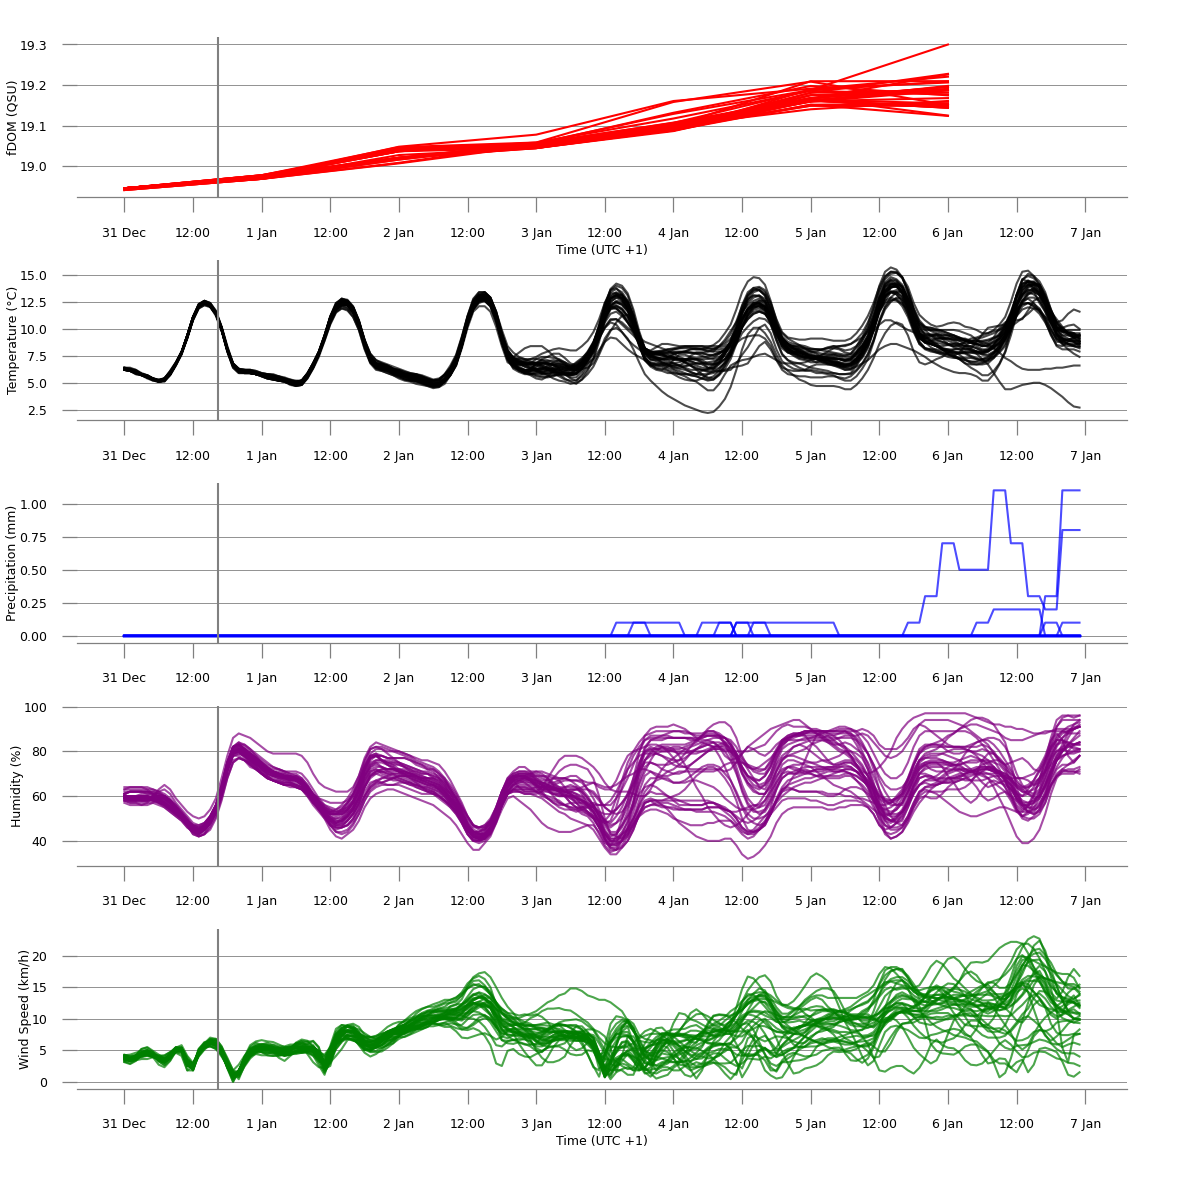 fDOM (QSU)
19.3
19.2
19.1
19.0
31 Dec 12:00 1 Jan 12:00 2 Jan 12:00 3 Jan 12:00 4 Jan 12:00 5 Jan 12:00 6 Jan 12:00 7 Jan
Time (UTC +1)
Temperature (°C)
15.0
12.5
10.0
7.5
5.0
2.5
31 Dec 12:00 1 Jan 12:00 2 Jan 12:00 3 Jan 12:00 4 Jan 12:00 5 Jan 12:00 6 Jan 12:00 7 Jan
Precipitation (mm)
1.00
0.75
0.50
0.25
0.00
31 Dec 12:00 1 Jan 12:00 2 Jan 12:00 3 Jan 12:00 4 Jan 12:00 5 Jan 12:00 6 Jan 12:00 7 Jan
Humidity (%)
100
80
60
40
31 Dec 12:00 1 Jan 12:00 2 Jan 12:00 3 Jan 12:00 4 Jan 12:00 5 Jan 12:00 6 Jan 12:00 7 Jan
Wind Speed (km/h)
20
15
10
5
0
31 Dec 12:00 1 Jan 12:00 2 Jan 12:00 3 Jan 12:00 4 Jan 12:00 5 Jan 12:00 6 Jan 12:00 7 Jan
Time (UTC +1)